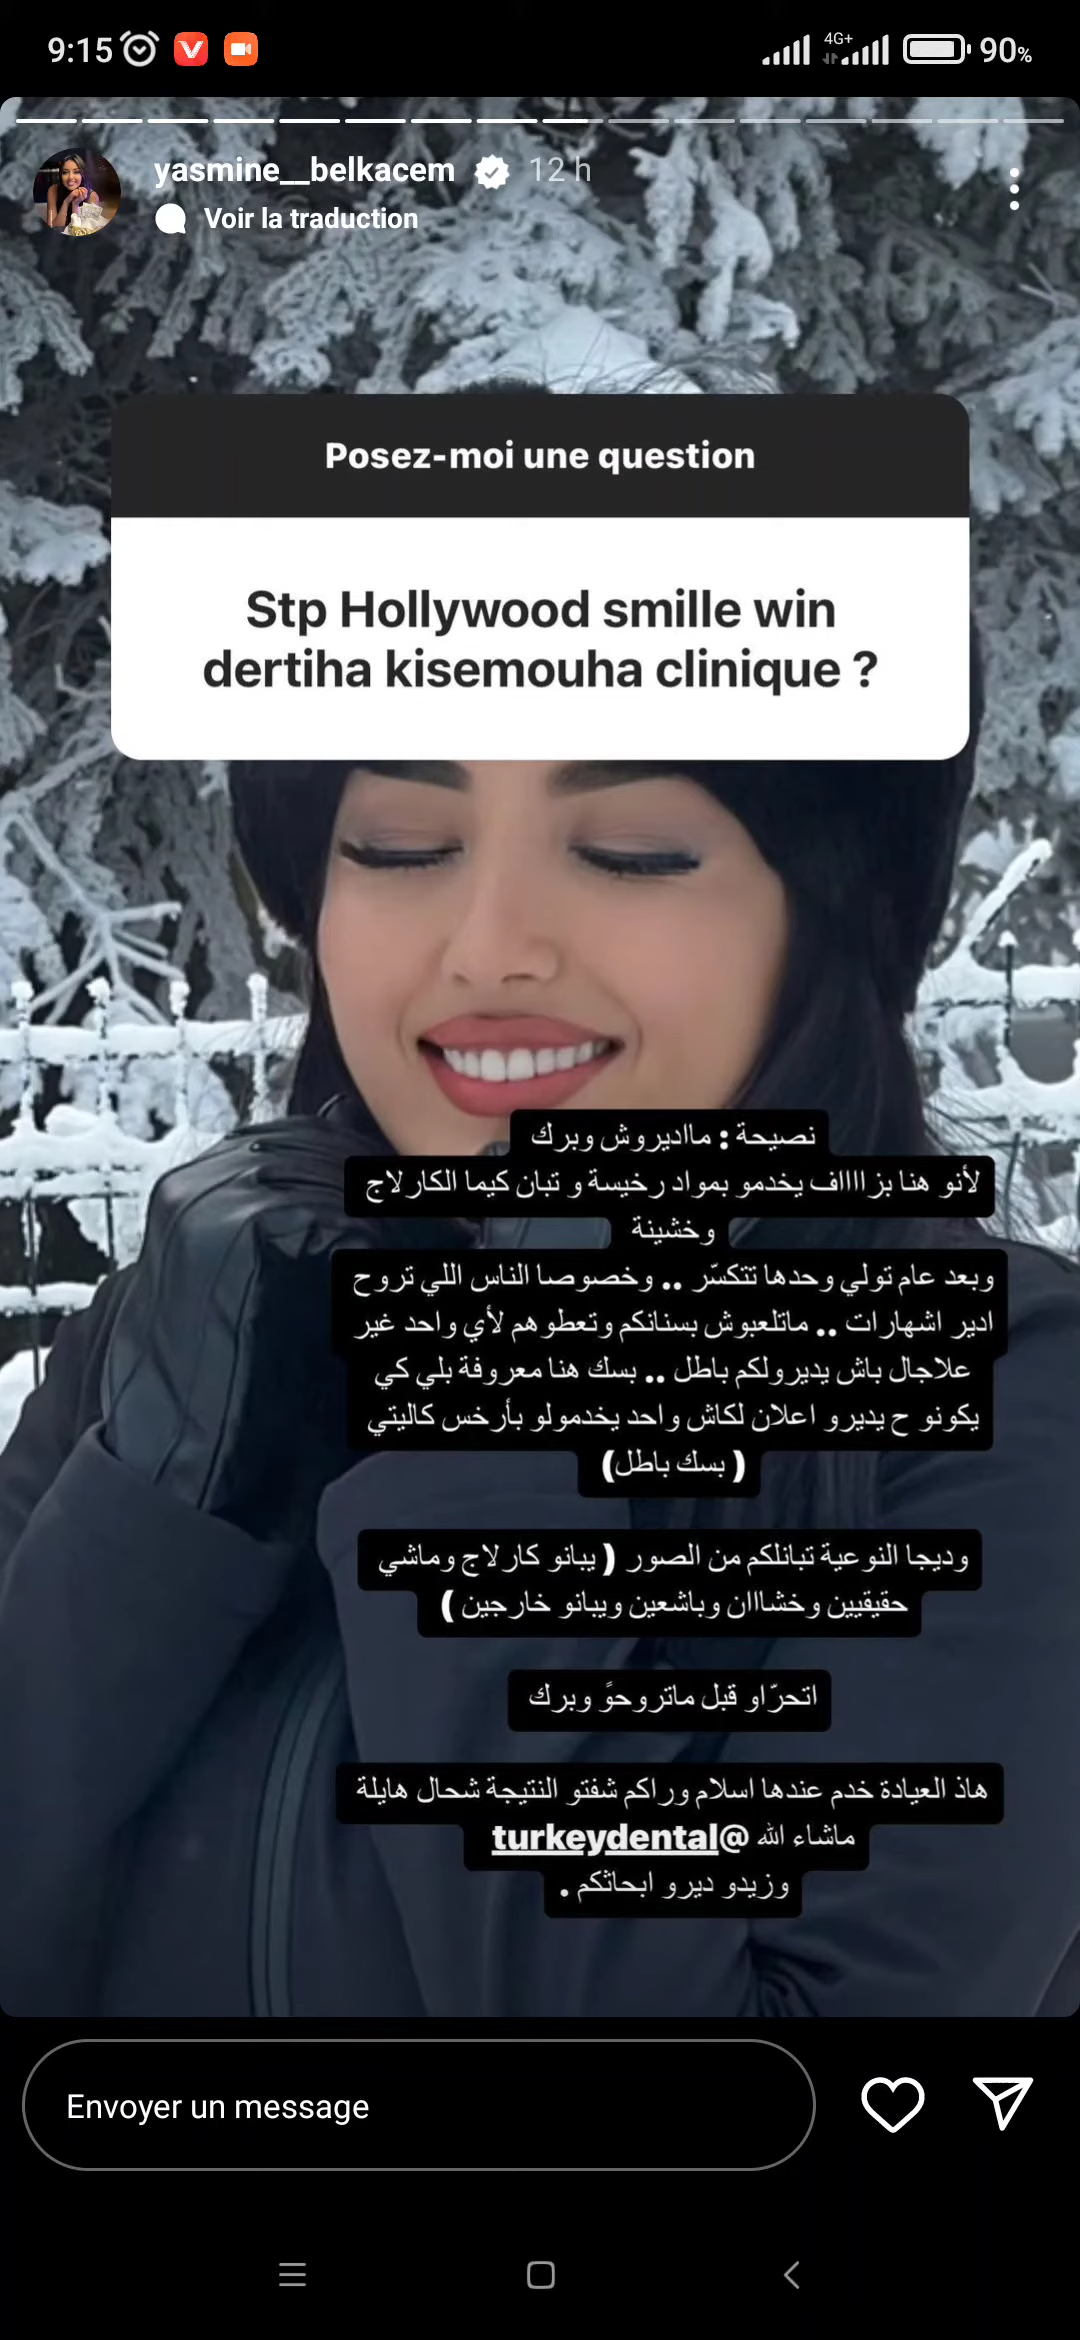 9:15
4G+
90%
yasmine__belkacem 12 h
Voir la traduction
Posez-moi une question
Stp Hollywood smille win
dertiha kisemouha clinique ?
نصيحة : مااديروش وبرك
لأنو هنا بزااااف يخدمو بمواد رخيسة و تبان كيما الكارلاج
وخشينة
وبعد عام تولي وحدها تتكسّر .. وخصوصا الناس اللي تروح
ادير اشهارات .. ماتلعبوش بسنانكم وتعطوهم لأي واحد غير
علاجال باش يديرولكم باطل .. بسك هنا معروفة بلي كي
يكونو ح يديرو اعلان لكاش واحد يخدمولو بأرخس كاليتي
( بسك باطل)
وديجا النوعية تبانلكم من الصور ( يبانو كارلاج وماشي
حقيقيين وخشااان وباشعين ويبانو خارجين )
اتحرّاو قبل ماتروحوً وبرك
هاذ العيادة خدم عندها اسلام وراكم شفتو النتيجة شحال هايلة
ماشاء الله @turkeydental
وزيدو ديرو ابحاثكم .
Envoyer un message